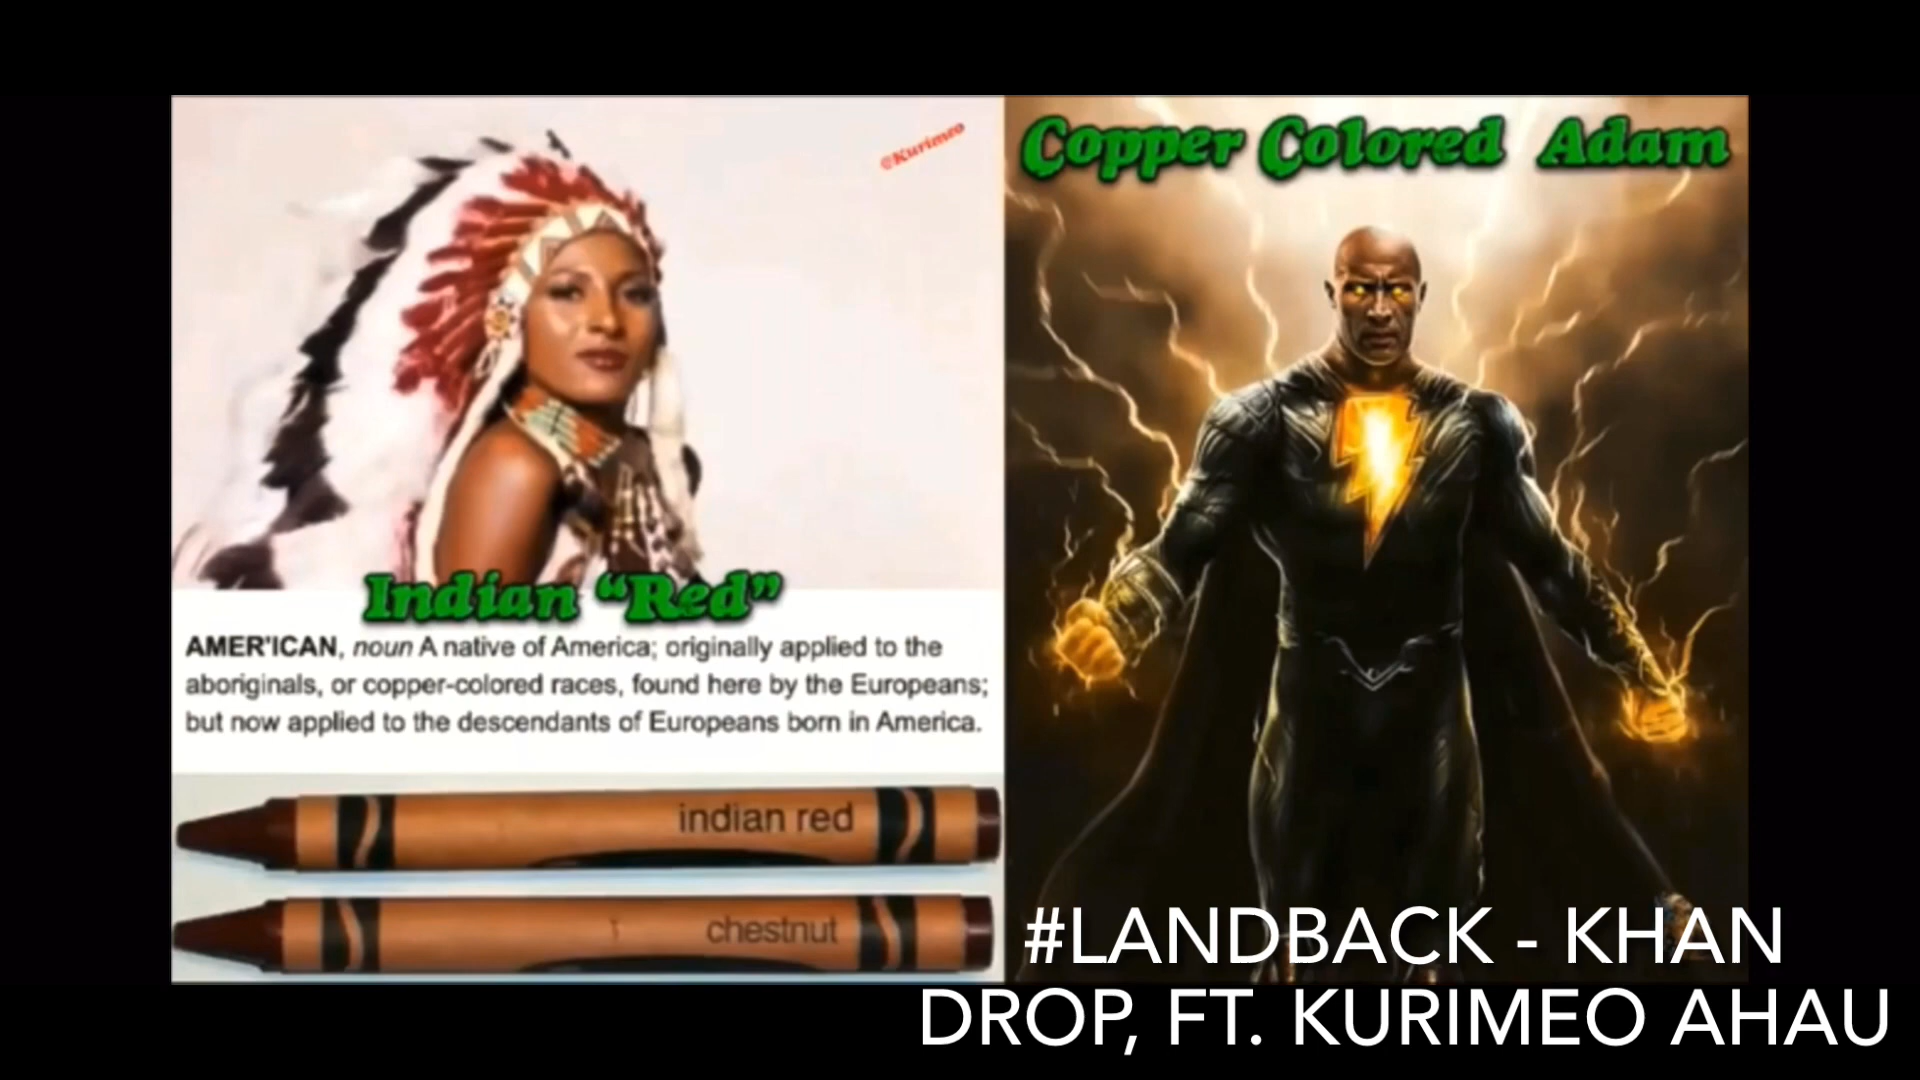 @Kurimeo
Copper Colored Adam
Indian “Red”
AMER'ICAN, noun A native of America; originally applied to the
aboriginals, or copper-colored races, found here by the Europeans;
but now applied to the descendants of Europeans born in America.
indian red
chestnut
#LANDBACK - KHAN
DROP, FT. KURIMEO AHAU